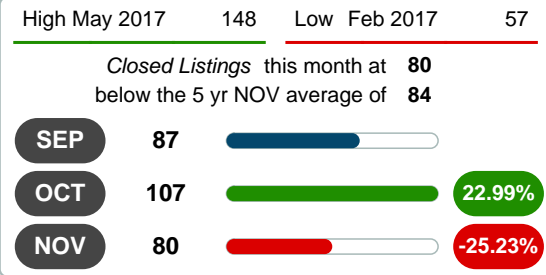 High May 2017 148 Low Feb 2017 57
Closed Listings this month at 80
below the 5 yr NOV average of 84
SEP 87
OCT 107 22.99%
NOV 80 -25.23%